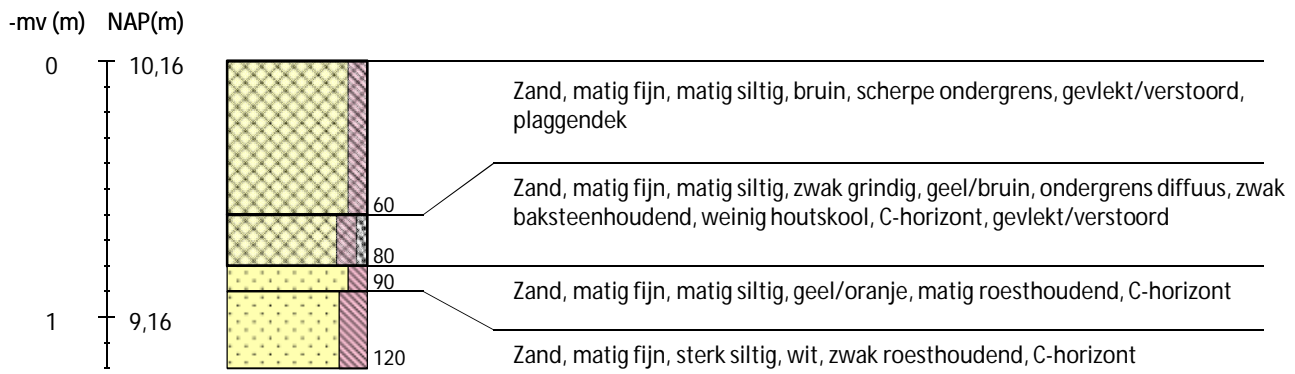 -mv (m) NAP(m)
0 10,16
Zand, matig fijn, matig siltig, bruin, scherpe ondergrens, gevlekt/verstoord,
plaggendek
60
Zand, matig fijn, matig siltig, zwak grindig, geel/bruin, ondergrens diffuus, zwak
baksteenhoudend, weinig houtskool, C-horizont, gevlekt/verstoord
80
90
Zand, matig fijn, matig siltig, geel/oranje, matig roesthoudend, C-horizont
1 9,16
120
Zand, matig fijn, sterk siltig, wit, zwak roesthoudend, C-horizont